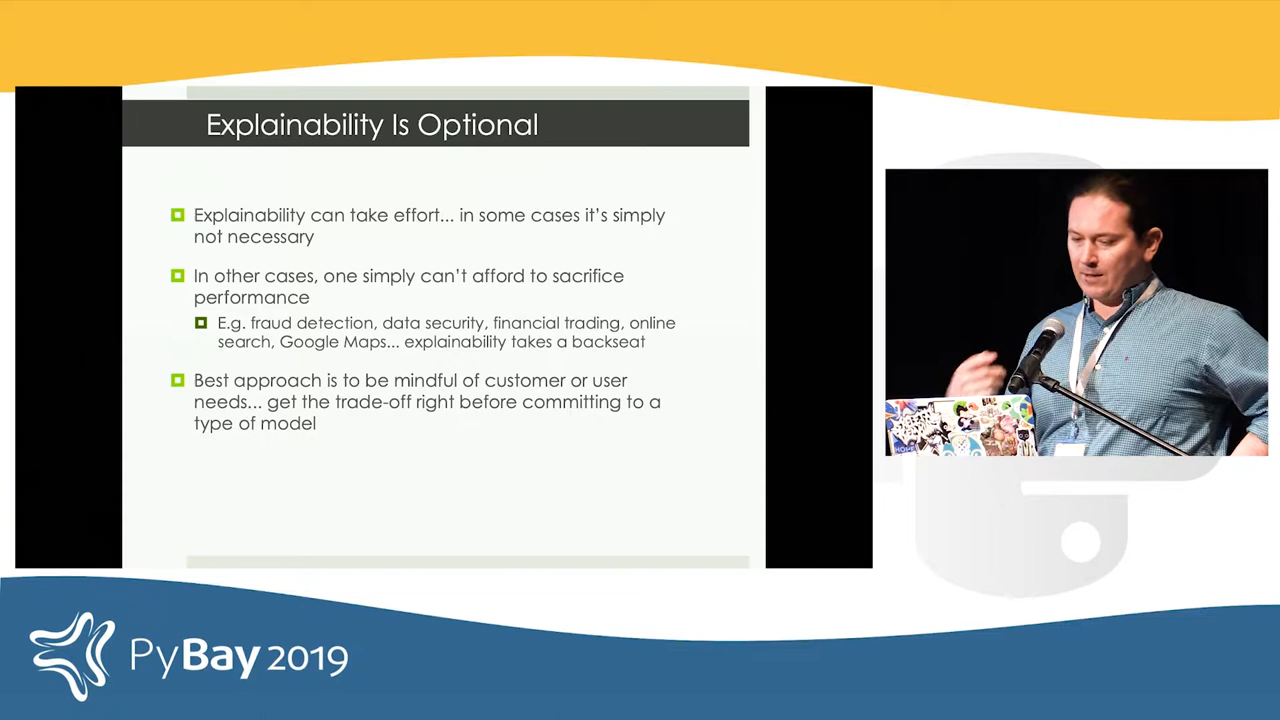 Explainability Is Optional
Explainability can take effort... in some cases it's simply
not necessary
In other cases, one simply can't afford to sacrifice
performance
E.g. fraud detection, data security, financial trading, online
search, Google Maps... explainability takes a backseat
Best approach is to be mindful of customer or user
needs... get the trade-off right before committing to a
type of model
PyBay 2019